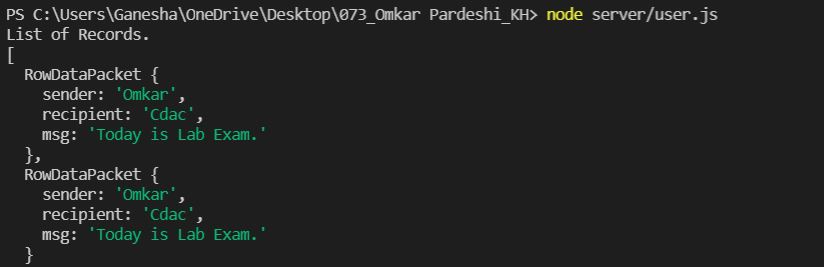 PS C:\Users\Ganesha\OneDrive\Desktop\073_Omkar Pardeshi_KH> node server/user.js
List of Records.
[
  RowDataPacket {
    sender: 'Omkar',
    recipient: 'Cdac',
    msg: 'Today is Lab Exam.'
  },
  RowDataPacket {
    sender: 'Omkar',
    recipient: 'Cdac',
    msg: 'Today is Lab Exam.'
  }